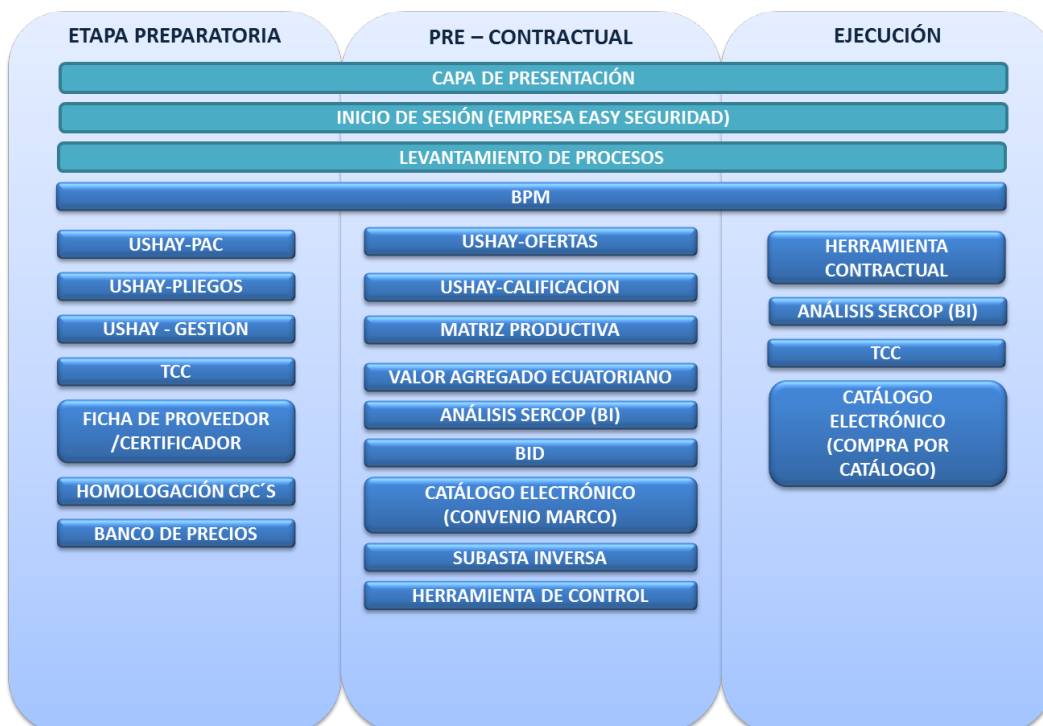 ETAPA PREPARATORIA
PRE – CONTRACTUAL
EJECUCIÓN
CAPA DE PRESENTACIÓN
INICIO DE SESIÓN (EMPRESA EASY SEGURIDAD)
LEVANTAMIENTO DE PROCESOS
BPM
USHAY-PAC
USHAY-PLIEGOS
USHAY - GESTION
TCC
FICHA DE PROVEEDOR
/CERTIFICADOR
HOMOLOGACIÓN CPC´S
BANCO DE PRECIOS
USHAY-OFERTAS
USHAY-CALIFICACION
MATRIZ PRODUCTIVA
VALOR AGREGADO ECUATORIANO
ANÁLISIS SERCOP (BI)
BID
CATÁLOGO ELECTRÓNICO
(CONVENIO MARCO)
SUBASTA INVERSA
HERRAMIENTA DE CONTROL
HERRAMIENTA
CONTRACTUAL
ANÁLISIS SERCOP (BI)
TCC
CATÁLOGO
ELECTRÓNICO
(COMPRA POR
CATÁLOGO)